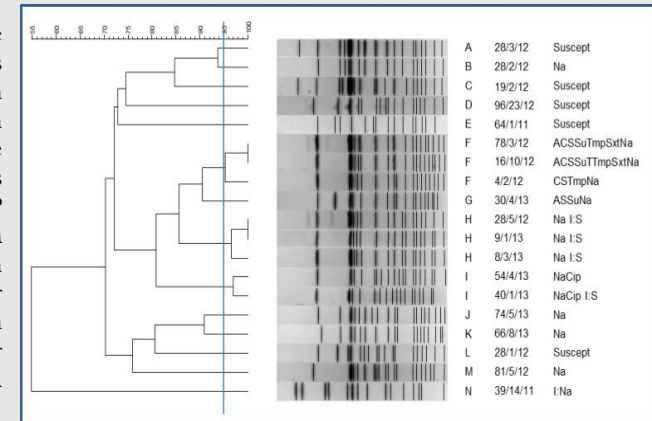 55 60 65 70 75 80 85 90 95 100
A 28/3/12 Suscept
B 28/2/12 Na
C 19/2/12 Suscept
D 96/23/12 Suscept
E 64/1/11 Suscept
F 78/3/12 ACSSuTmpSxtNa
F 16/10/12 ACSSuTTmpSxtNa
F 4/2/12 CSTmpNa
G 30/4/13 ASSuNa
H 28/5/12 Na I:S
H 9/1/13 Na I:S
H 8/3/13 Na I:S
I 54/4/13 NaCip
I 40/1/13 NaCip I:S
J 74/5/13 Na
K 66/8/13 Na
L 28/1/12 Suscept
M 81/5/12 Na
N 39/14/11 I:Na